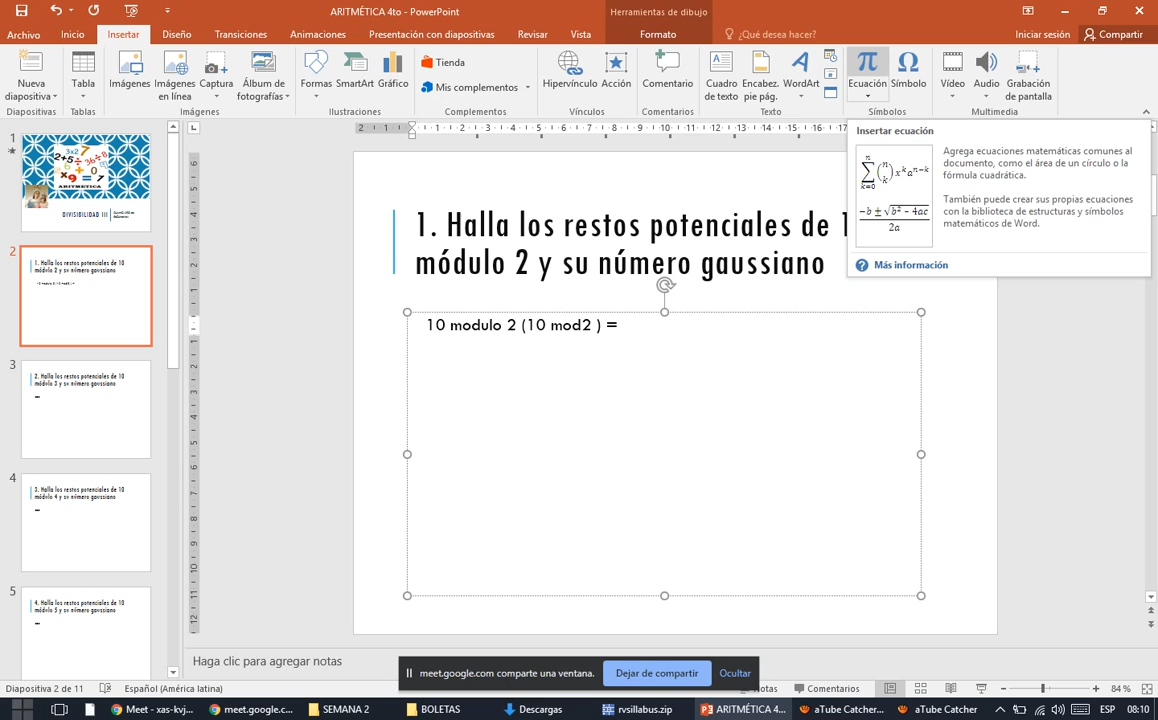 ARITMÉTICA 4to - PowerPoint
Herramientas de dibujo
Archivo Inicio Insertar Diseño Transiciones Animaciones Presentación con diapositivas Revisar Vista Formato ¿Qué desea hacer? Iniciar sesión Compartir
Nueva diapositiva
Tabla
Imágenes
Imágenes en línea
Captura
Álbum de fotografías
Formas
SmartArt
Gráfico
Tienda
Mis complementos
Hipervínculo
Acción
Comentario
Cuadro de texto
Encabez. pie pág.
WordArt
Ecuación
Símbolo
Video
Audio
Grabación de pantalla
Diapositivas Tablas Imágenes Ilustraciones Complementos Vínculos Comentarios Texto Símbolos Multimedia
Insertar ecuación
Agrega ecuaciones matemáticas comunes al
documento, como el área de un círculo o la
fórmula cuadrática.
También puede crear sus propias ecuaciones
con la biblioteca de estructuras y símbolos
matemáticos de Word.
Más información
1
ARITMETICA
DIVISIBILIDAD III
2
1. Halla los restos potenciales de 10
módulo 2 y su número gaussiano
3
2. Halla los restos potenciales de 10
módulo 3 y su número gaussiano
4
3. Halla los restos potenciales de 10
módulo 4 y su número gaussiano
5
4. Halla los restos potenciales de 10
módulo 5 y su número gaussiano
1. Halla los restos potenciales de 1
módulo 2 y su número gaussiano
10 modulo 2 (10 mod2 ) =
Haga clic para agregar notas
meet.google.com comparte una ventana. Dejar de compartir Ocultar
Diapositiva 2 de 11 Español (América latina) Notas Comentarios 84 %
Meet - xas-kvj... meet.google.com/... SEMANA 2 BOLETAS Descargas rvsillabus.zip ARITMÉTICA 4... aTube Catcher... aTube Catcher ESP 08:10